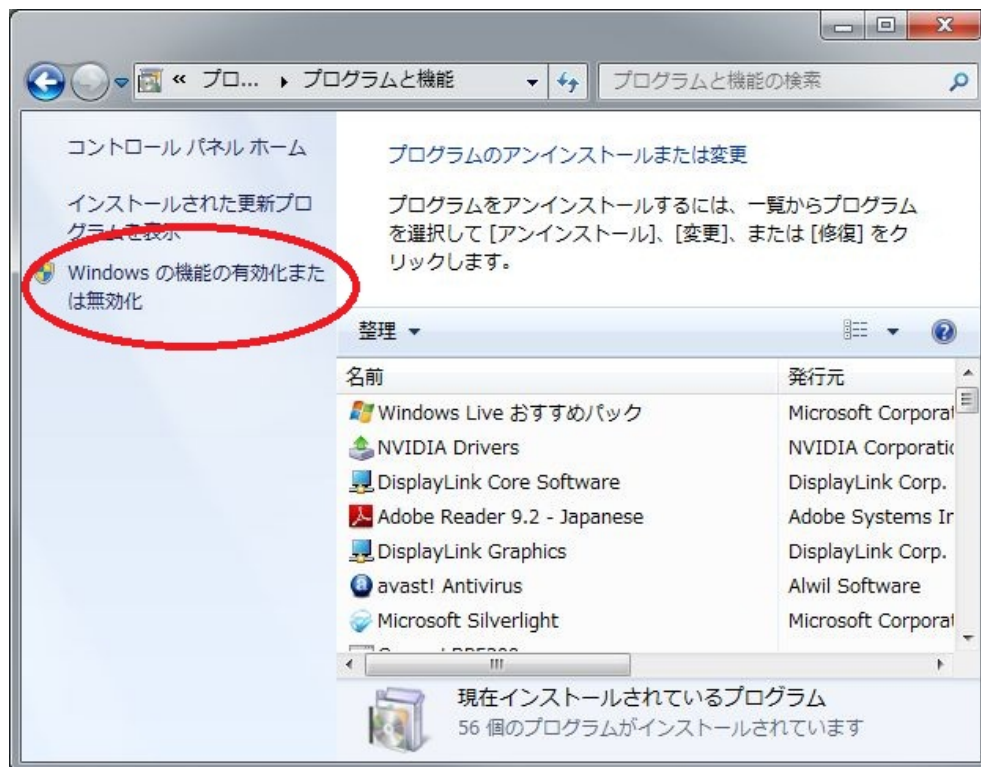 « プロ... プログラムと機能
プログラムと機能の検索
コントロール パネル ホーム
インストールされた更新プロ
グラムを表示
Windows の機能の有効化また
は無効化
プログラムのアンインストールまたは変更
プログラムをアンインストールするには、一覧からプログラム
を選択して [アンインストール]、[変更]、または [修復] をク
リックします。
整理
名前 発行元
Windows Live おすすめパック Microsoft Corporat
NVIDIA Drivers NVIDIA Corporatic
DisplayLink Core Software DisplayLink Corp.
Adobe Reader 9.2 - Japanese Adobe Systems Ir
DisplayLink Graphics DisplayLink Corp.
avast! Antivirus Alwil Software
Microsoft Silverlight Microsoft Corporat
現在インストールされているプログラム
56 個のプログラムがインストールされています